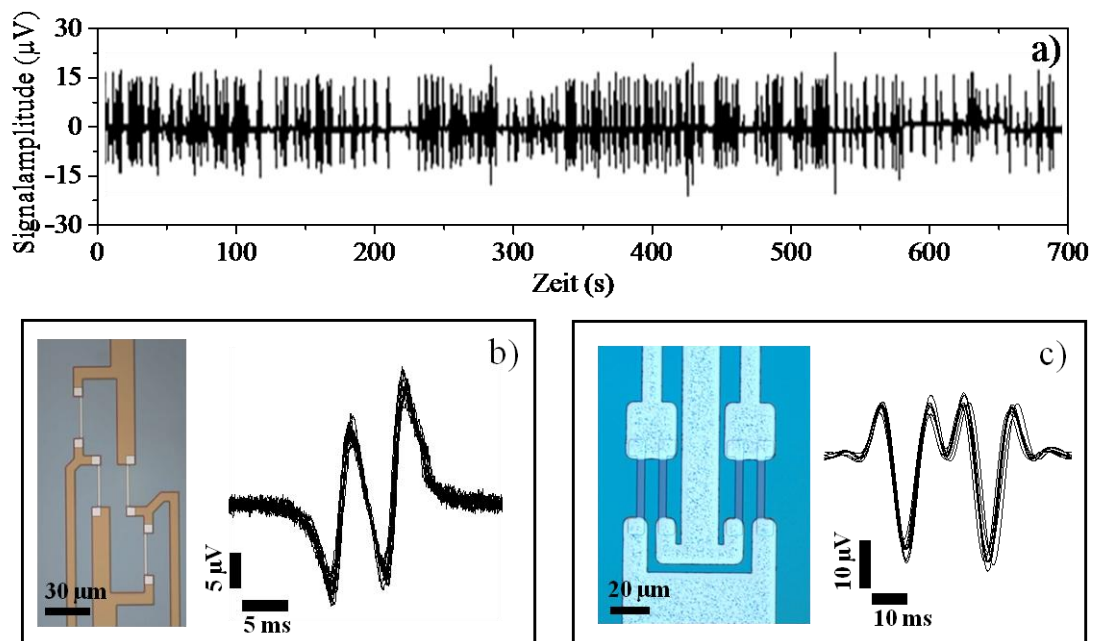 30
15
0
-15
-30
Signalamplitude (µV)
a)
0 100 200 300 400 500 600 700
Zeit (s)
b)
30 µm
5 µV
5 ms
c)
20 µm
10 µV
10 ms